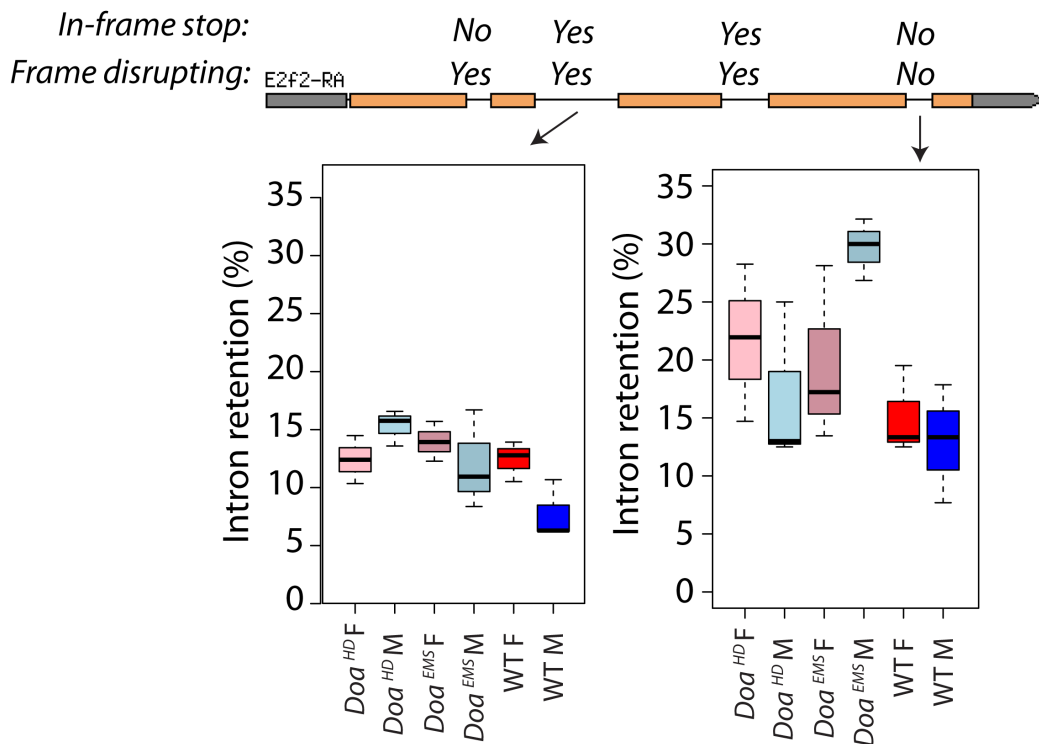 In-frame stop: No Yes Yes No
Frame disrupting: Yes Yes Yes No
E2f2-RA
Intron retention (%)
35
30
25
20
15
10
5
0
Doa HD F
Doa HD M
Doa EMS F
Doa EMS M
WT F
WT M
Intron retention (%)
35
30
25
20
15
10
5
0
Doa HD F
Doa HD M
Doa EMS F
Doa EMS M
WT F
WT M